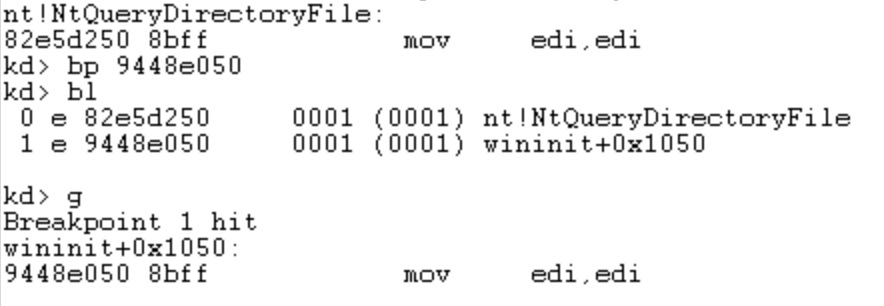 nt!NtQueryDirectoryFile:
82e5d250 8bff            mov     edi,edi
kd> bp 9448e050
kd> bl
 0 e 82e5d250     0001 (0001) nt!NtQueryDirectoryFile
 1 e 9448e050     0001 (0001) wininit+0x1050

kd> g
Breakpoint 1 hit
wininit+0x1050:
9448e050 8bff            mov     edi,edi